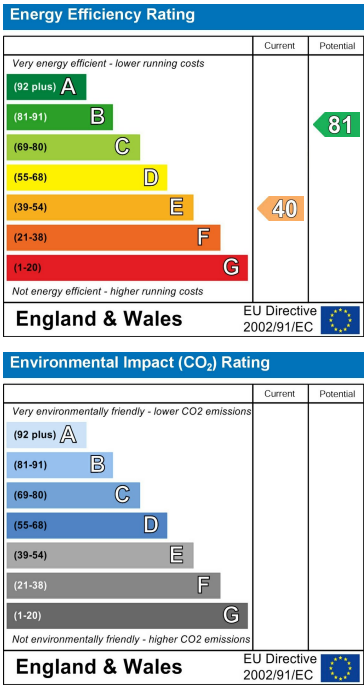 Energy Efficiency Rating
Current Potential
Very energy efficient - lower running costs
(92 plus) A
(81-91) B
81
(69-80) C
(55-68) D
(39-54) E
40
(21-38) F
(1-20) G
Not energy efficient - higher running costs
England & Wales
EU Directive
2002/91/EC
Environmental Impact (CO₂) Rating
Current Potential
Very environmentally friendly - lower CO2 emissions
(92 plus) A
(81-91) B
(69-80) C
(55-68) D
(39-54) E
(21-38) F
(1-20) G
Not environmentally friendly - higher CO2 emissions
England & Wales
EU Directive
2002/91/EC